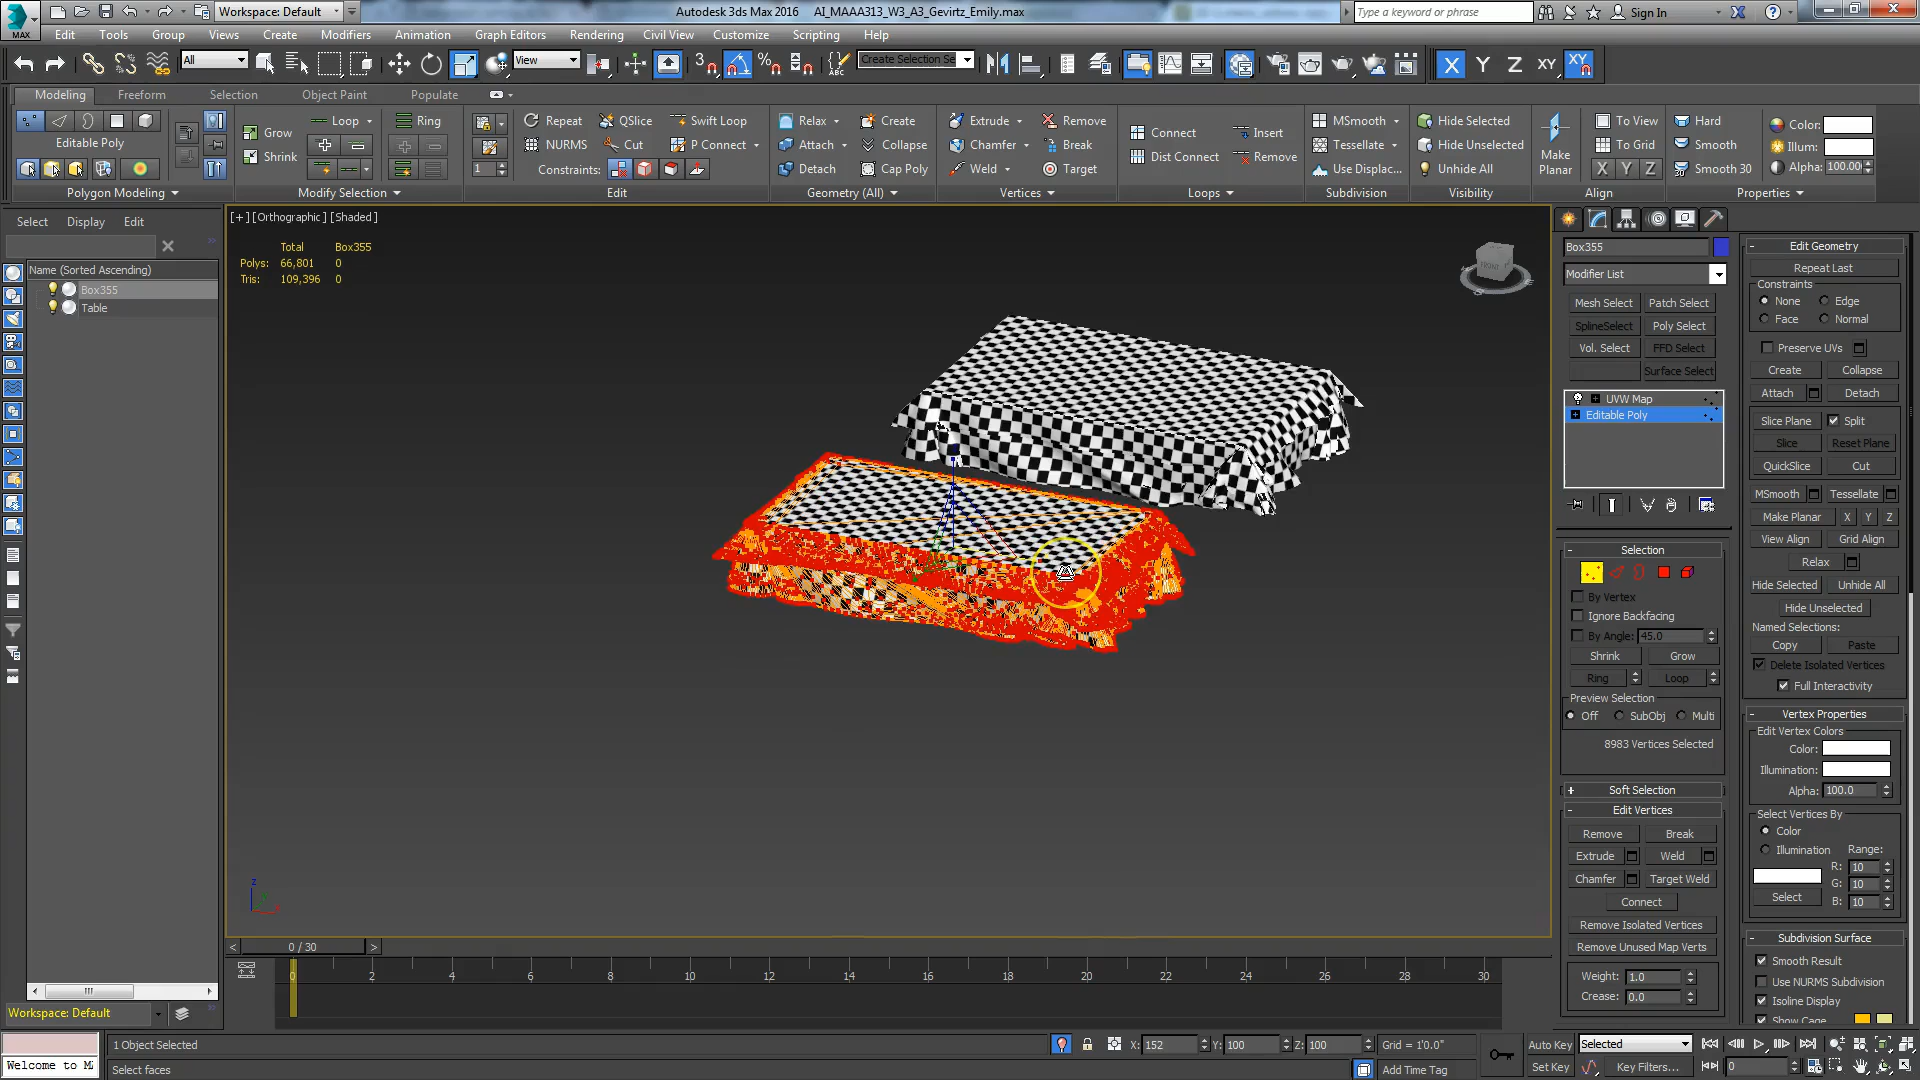 Workspace: Default
Autodesk 3ds Max 2016 AI_MAAA313_W3_A3_Gevirtz_Emily.max
Type a keyword or phrase
Sign In
MAX
Edit Tools Group Views Create Modifiers Animation Graph Editors Rendering Civil View Customize Scripting Help
All
View
Create Selection Se
X Y Z XY
Modeling Freeform Selection Object Paint Populate
Loop Ring Repeat QSlice Swift Loop Relax Create Extrude Remove MSmooth Hide Selected To View Hard Color:
Editable Poly Grow NURMS Cut P Connect Attach Collapse Chamfer Break Connect Insert Tessellate Hide Unselected Make Planar To Grid Smooth Illum:
Shrink 1 Constraints: Detach Cap Poly Weld Target Dist Connect Remove Use Displac... Unhide All X Y Z Smooth 30 Alpha: 100.00
Polygon Modeling Modify Selection Edit Geometry (All) Vertices Loops Subdivision Visibility Align Properties
Select Display Edit
Name (Sorted Ascending)
Box355
Table
[+] [Orthographic] [Shaded]
Total Box355
Polys: 66,801 0
Tris: 109,396 0
FRONT
Box355
Modifier List
Mesh Select Patch Select
SplineSelect Poly Select
Vol. Select FFD Select
Surface Select
UVW Map
Editable Poly
Selection
By Vertex
Ignore Backfacing
By Angle: 45.0
Shrink Grow
Ring Loop
Preview Selection
Off SubObj Multi
8983 Vertices Selected
Soft Selection
Edit Vertices
Remove Break
Extrude Weld
Chamfer Target Weld
Connect
Remove Isolated Vertices
Remove Unused Map Verts
Weight: 1.0
Crease: 0.0
Edit Geometry
Repeat Last
Constraints
None Edge
Face Normal
Preserve UVs
Create Collapse
Attach Detach
Slice Plane Split
Slice Reset Plane
QuickSlice Cut
MSmooth Tessellate
Make Planar X Y Z
View Align Grid Align
Relax
Hide Selected Unhide All
Hide Unselected
Named Selections:
Copy Paste
Delete Isolated Vertices
Full Interactivity
Vertex Properties
Edit Vertex Colors
Color:
Illumination:
Alpha: 100.0
Select Vertices By
Color
Illumination Range:
R: 10
G: 10
Select B: 10
Subdivision Surface
Smooth Result
Use NURMS Subdivision
Isoline Display
Show Cage
z
< 0 / 30 >
0 2 4 6 8 10 12 14 16 18 20 22 24 26 28 30
Workspace: Default
1 Object Selected X: 152 Y: 100 Z: 100 Grid = 1'0.0" Auto Key Selected
Welcome to M
Select faces Add Time Tag Set Key Key Filters... 0